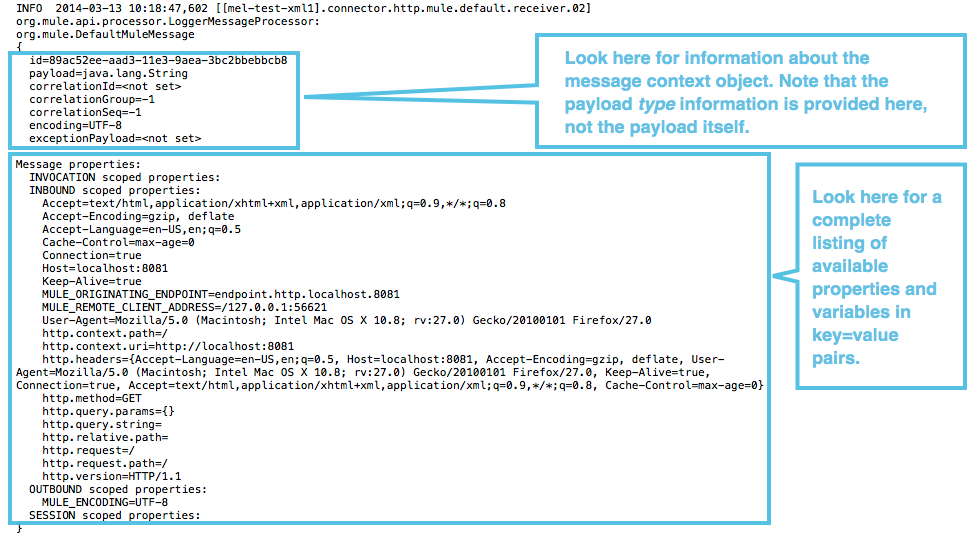 INFO  2014-03-13 10:18:47,602 [[mel-test-xml1].connector.http.mule.default.receiver.02]
org.mule.api.processor.LoggerMessageProcessor:
org.mule.DefaultMuleMessage
{
id=89ac52ee-aad3-11e3-9aea-3bc2bbebbcb8
payload=java.lang.String
correlationId=<not set>
correlationGroup=-1
correlationSeq=-1
encoding=UTF-8
exceptionPayload=<not set>
Look here for information about the
message context object. Note that the
payload type information is provided here,
not the payload itself.
Message properties:
INVOCATION scoped properties:
INBOUND scoped properties:
Accept=text/html,application/xhtml+xml,application/xml;q=0.9,*/*;q=0.8
Accept-Encoding=gzip, deflate
Accept-Language=en-US,en;q=0.5
Cache-Control=max-age=0
Connection=true
Host=localhost:8081
Keep-Alive=true
MULE_ORIGINATING_ENDPOINT=endpoint.http.localhost.8081
MULE_REMOTE_CLIENT_ADDRESS=/127.0.0.1:56621
User-Agent=Mozilla/5.0 (Macintosh; Intel Mac OS X 10.8; rv:27.0) Gecko/20100101 Firefox/27.0
http.context.path=/
http.context.uri=http://localhost:8081
http.headers={Accept-Language=en-US,en;q=0.5, Host=localhost:8081, Accept-Encoding=gzip, deflate, User-
Agent=Mozilla/5.0 (Macintosh; Intel Mac OS X 10.8; rv:27.0) Gecko/20100101 Firefox/27.0, Keep-Alive=true,
Connection=true, Accept=text/html,application/xhtml+xml,application/xml;q=0.9,*/*;q=0.8, Cache-Control=max-age=0}
http.method=GET
http.query.params={}
http.query.string=
http.relative.path=
http.request=/
http.request.path=/
http.version=HTTP/1.1
OUTBOUND scoped properties:
MULE_ENCODING=UTF-8
SESSION scoped properties:
}
Look here for a
complete
listing of
available
properties and
variables in
key=value
pairs.